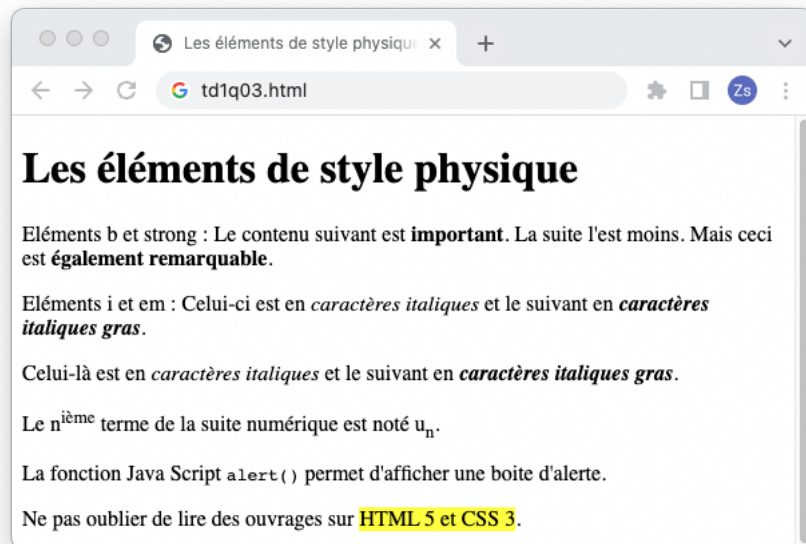 Les éléments de style physique
td1q03.html
Zs
Les éléments de style physique
Eléments b et strong : Le contenu suivant est important. La suite l'est moins. Mais ceci
est également remarquable.
Eléments i et em : Celui-ci est en caractères italiques et le suivant en caractères
italiques gras.
Celui-là est en caractères italiques et le suivant en caractères italiques gras.
Le nième terme de la suite numérique est noté un.
La fonction Java Script alert() permet d'afficher une boite d'alerte.
Ne pas oublier de lire des ouvrages sur HTML 5 et CSS 3.